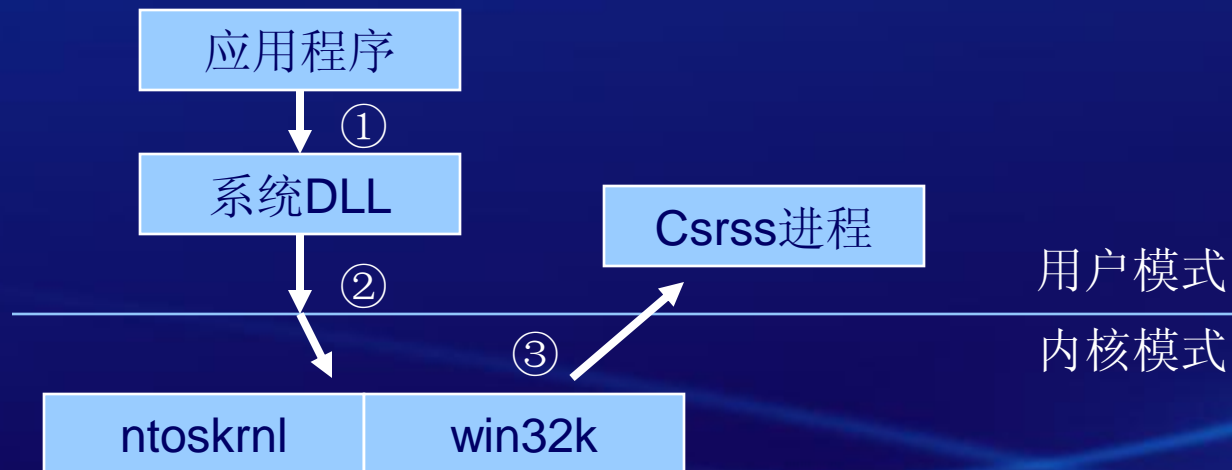 应用程序
①
系统DLL
Csrss进程
②
用户模式
③
内核模式
ntoskrnl
win32k